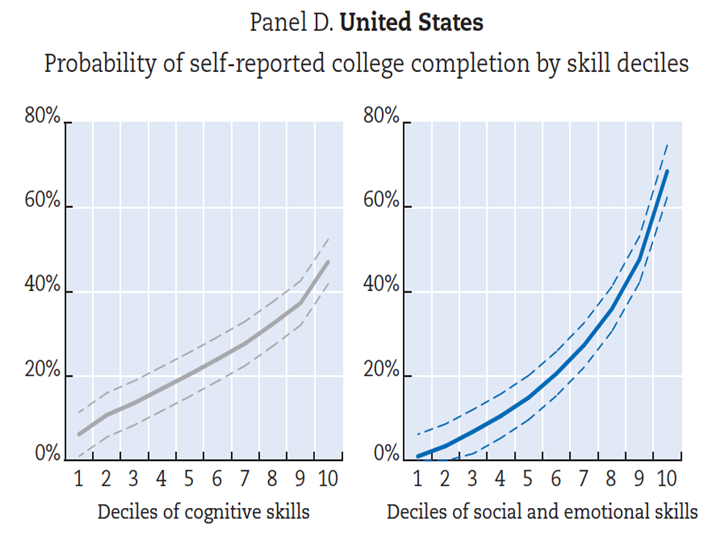 Panel D. United States
Probability of self-reported college completion by skill deciles
80%
60%
40%
20%
0%
1 2 3 4 5 6 7 8 9 10
Deciles of cognitive skills
80%
60%
40%
20%
0%
1 2 3 4 5 6 7 8 9 10
Deciles of social and emotional skills